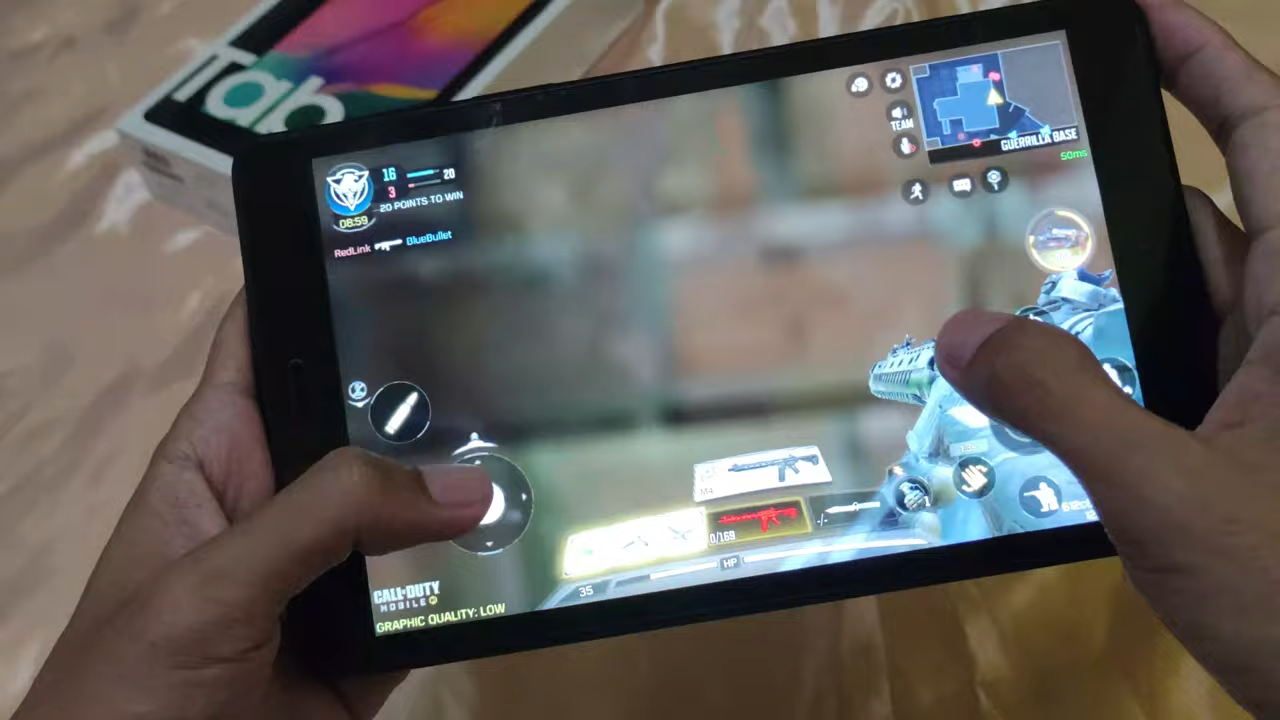 Tab
16
20
3
20 POINTS TO WIN
08:59
RedLink BlueBullet
TEAM
GUERRILLA BASE
50ms
M4
0/169
1
HP
35
CALL OF DUTY
MOBILE
GRAPHIC QUALITY: LOW